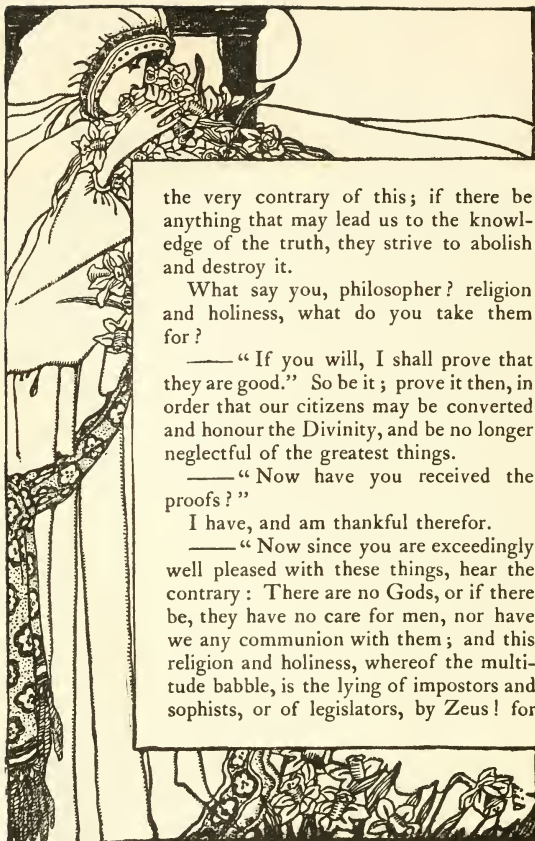 the very contrary of this; if there be
anything that may lead us to the knowl-
edge of the truth, they strive to abolish
and destroy it.
What say you, philosopher? religion
and holiness, what do you take them
for?
——“If you will, I shall prove that
they are good.” So be it; prove it then, in
order that our citizens may be converted
and honour the Divinity, and be no longer
neglectful of the greatest things.
——“Now have you received the
proofs?”
I have, and am thankful therefor.
——“Now since you are exceedingly
well pleased with these things, hear the
contrary: There are no Gods, or if there
be, they have no care for men, nor have
we any communion with them; and this
religion and holiness, whereof the multi-
tude babble, is the lying of impostors and
sophists, or of legislators, by Zeus! for